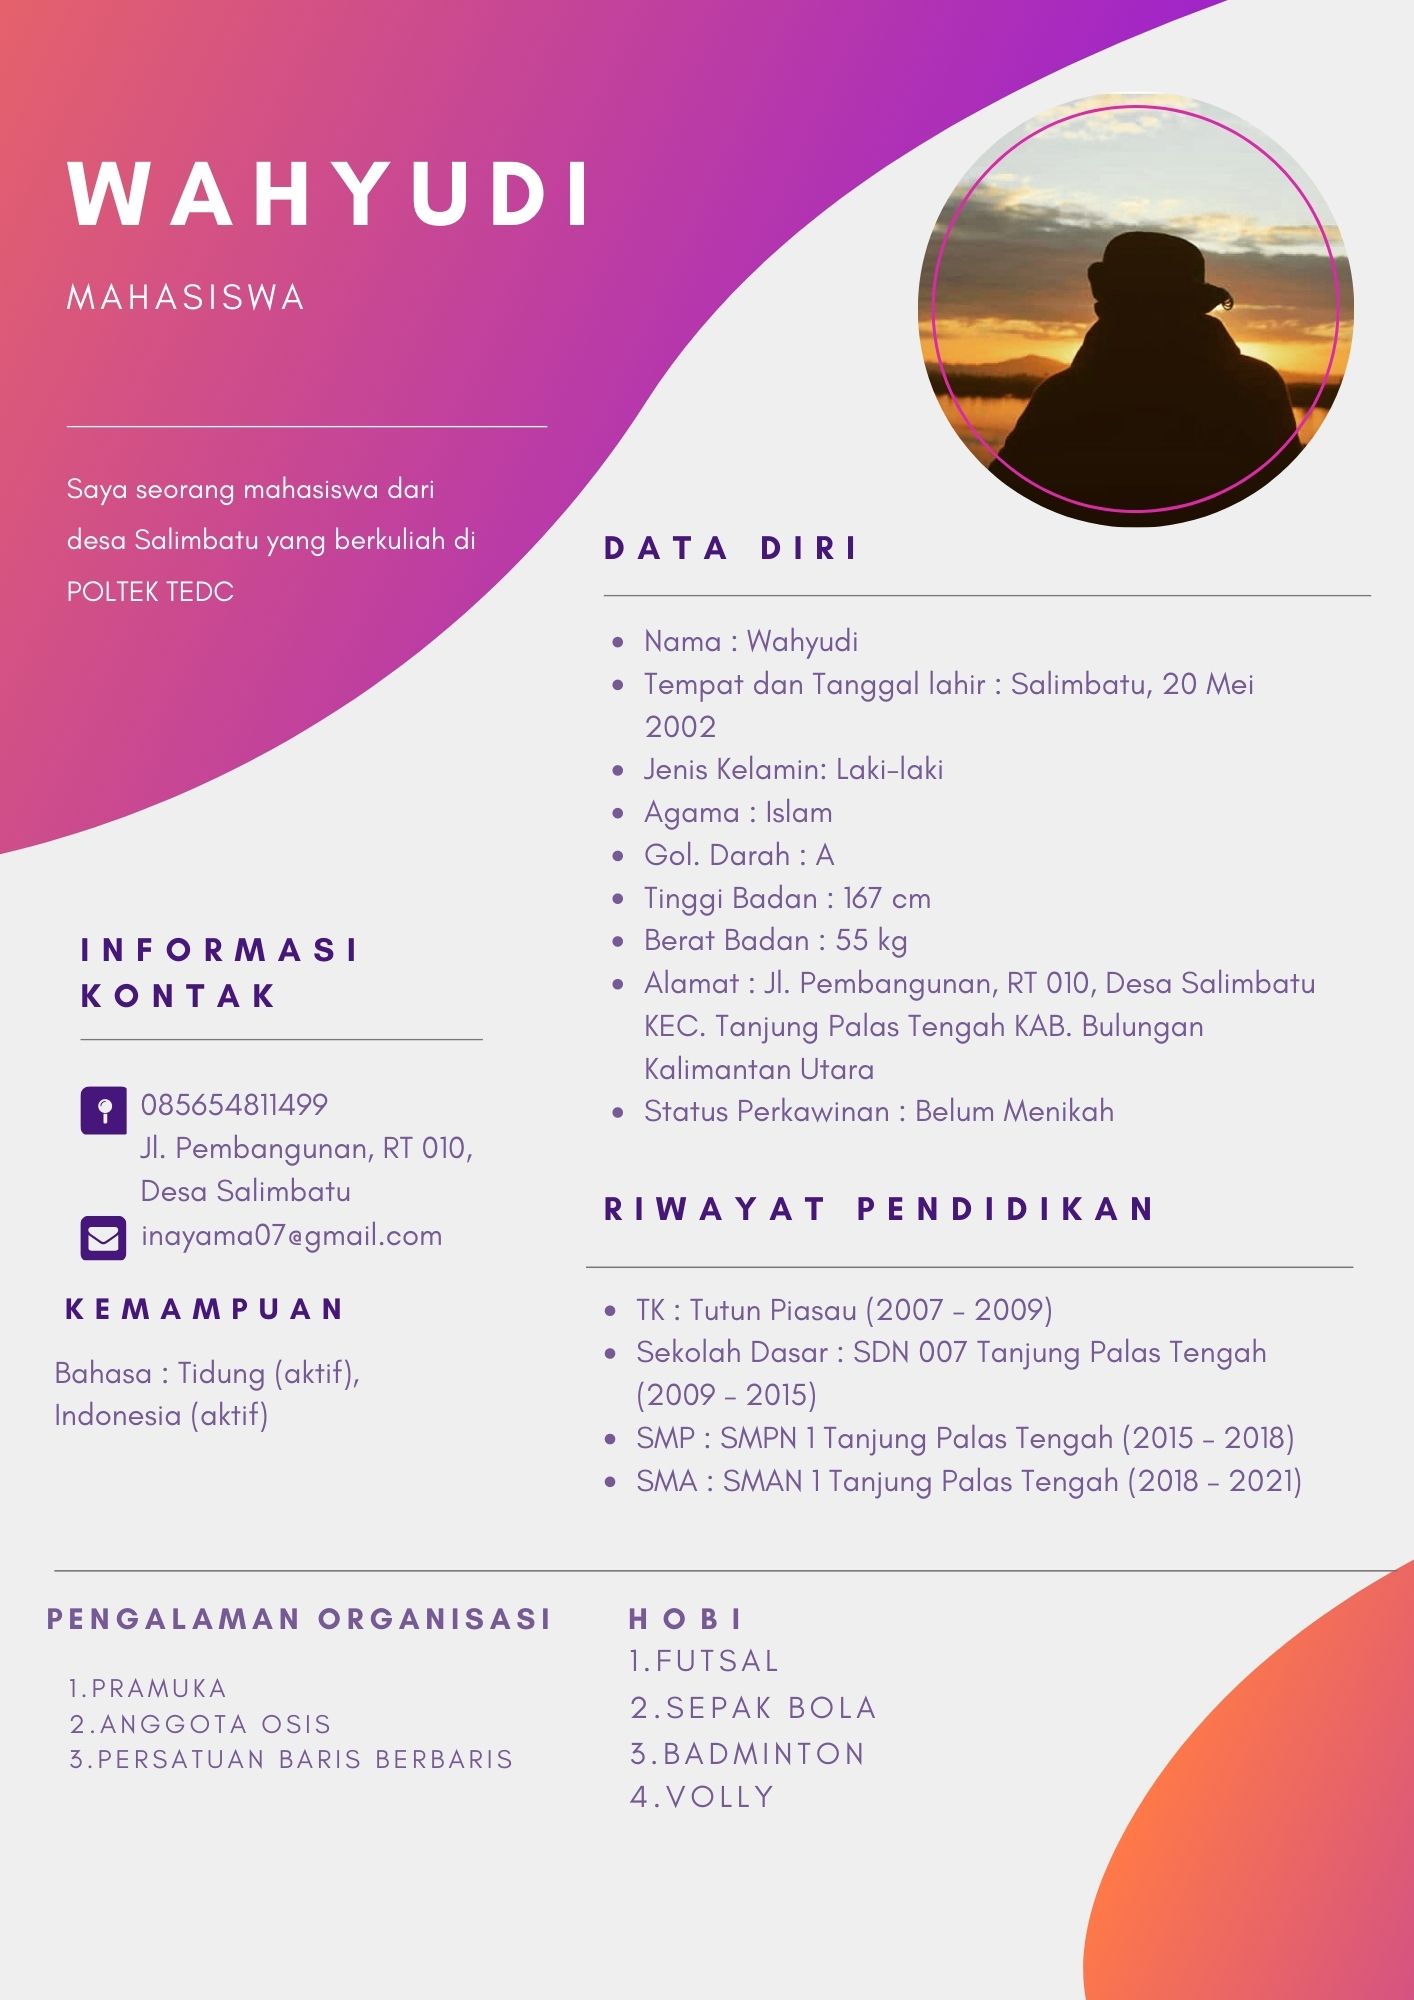 WAHYUDI
MAHASISWA
Saya seorang mahasiswa dari
desa Salimbatu yang berkuliah di
POLTEK TEDC
DATA DIRI
• Nama : Wahyudi
• Tempat dan Tanggal lahir : Salimbatu, 20 Mei
2002
• Jenis Kelamin: Laki-laki
• Agama : Islam
• Gol. Darah : A
• Tinggi Badan : 167 cm
• Berat Badan : 55 kg
• Alamat : Jl. Pembangunan, RT 010, Desa Salimbatu
KEC. Tanjung Palas Tengah KAB. Bulungan
Kalimantan Utara
• Status Perkawinan : Belum Menikah
INFORMASI
KONTAK
085654811499
Jl. Pembangunan, RT 010,
Desa Salimbatu
inayama07@gmail.com
KEMAMPUAN
Bahasa : Tidung (aktif),
Indonesia (aktif)
RIWAYAT PENDIDIKAN
• TK : Tutun Piasau (2007 - 2009)
• Sekolah Dasar : SDN 007 Tanjung Palas Tengah
(2009 - 2015)
• SMP : SMPN 1 Tanjung Palas Tengah (2015 - 2018)
• SMA : SMAN 1 Tanjung Palas Tengah (2018 - 2021)
PENGALAMAN ORGANISASI
1.PRAMUKA
2.ANGGOTA OSIS
3.PERSATUAN BARIS BERBARIS
HOBI
1.FUTSAL
2.SEPAK BOLA
3.BADMINTON
4.VOLLY